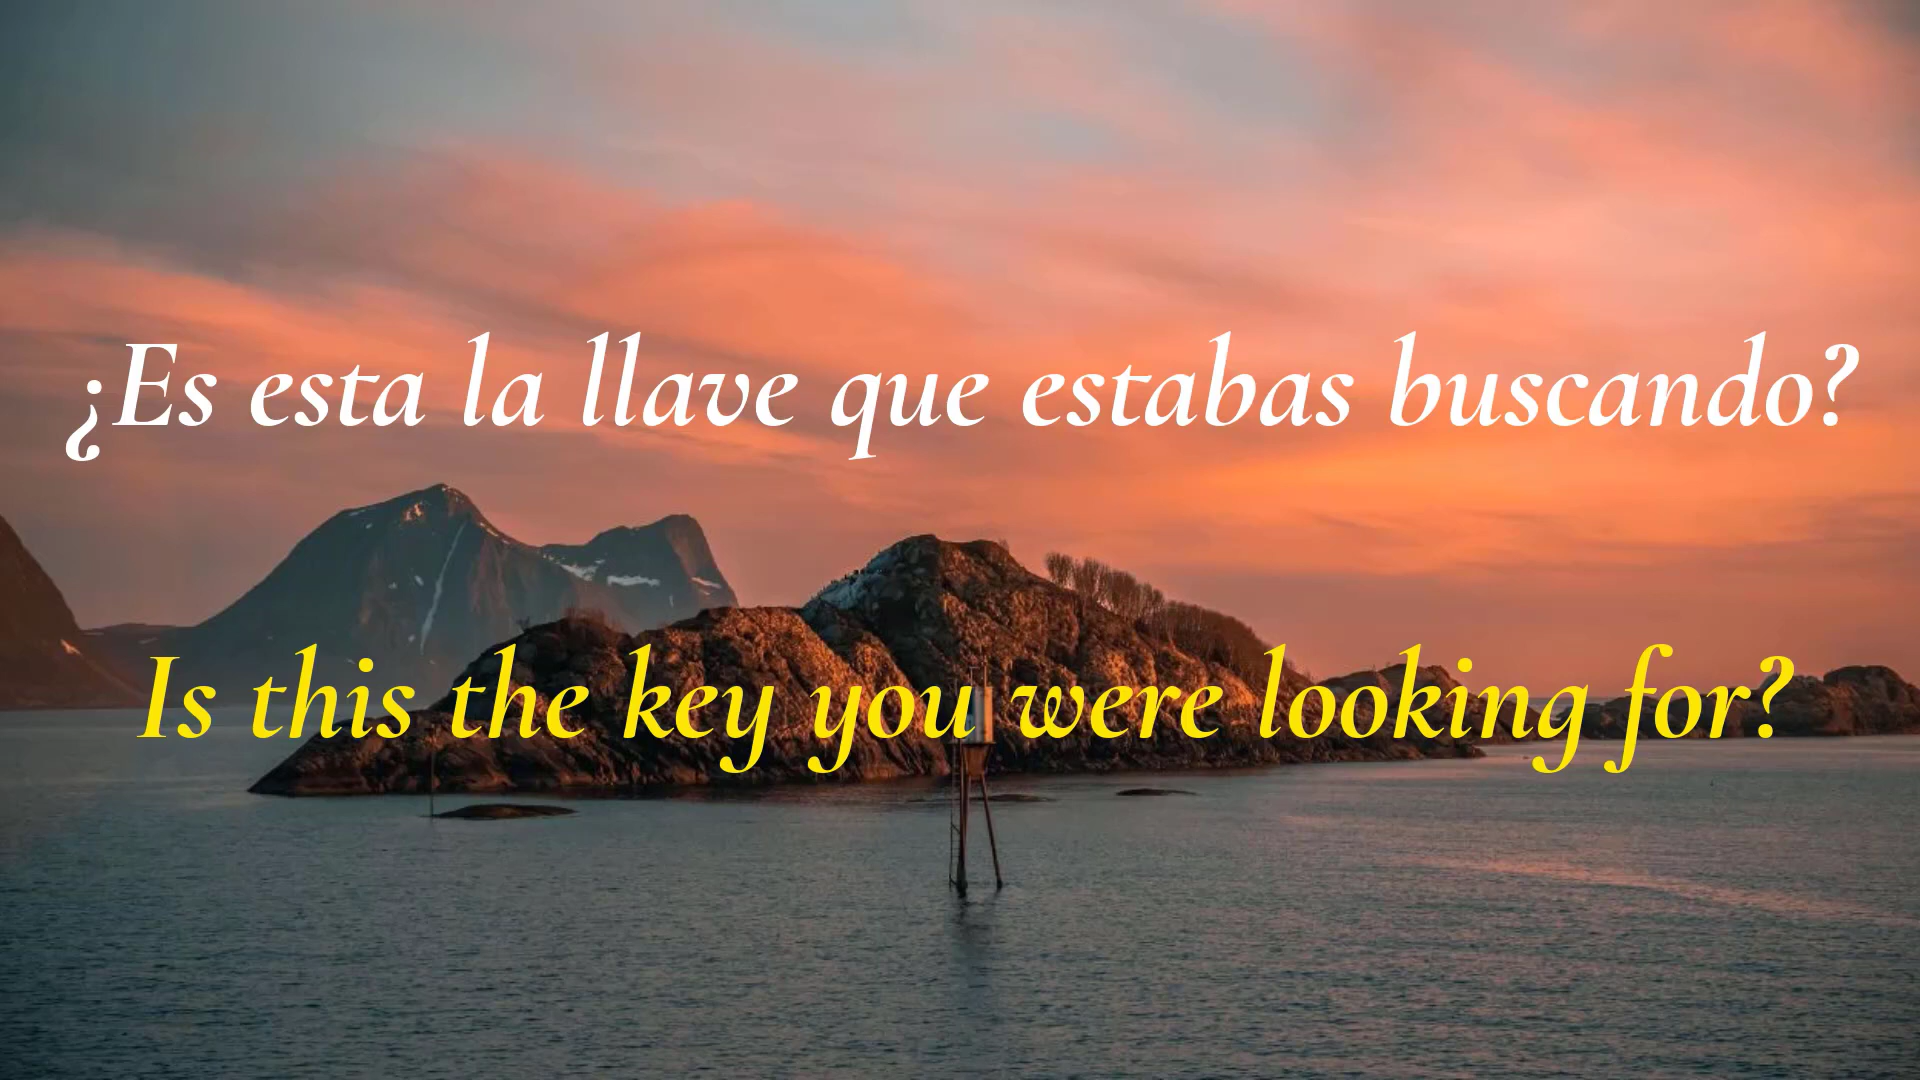 ¿Es esta la llave que estabas buscando?
Is this the key you were looking for?